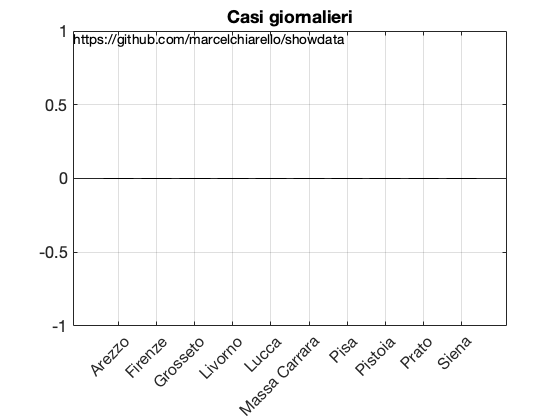 Casi giornalieri
https://github.com/marcelchiarello/showdata
1
0.5
0
-0.5
-1
Arezzo
Firenze
Grosseto
Livorno
Lucca
Massa Carrara
Pisa
Pistoia
Prato
Siena